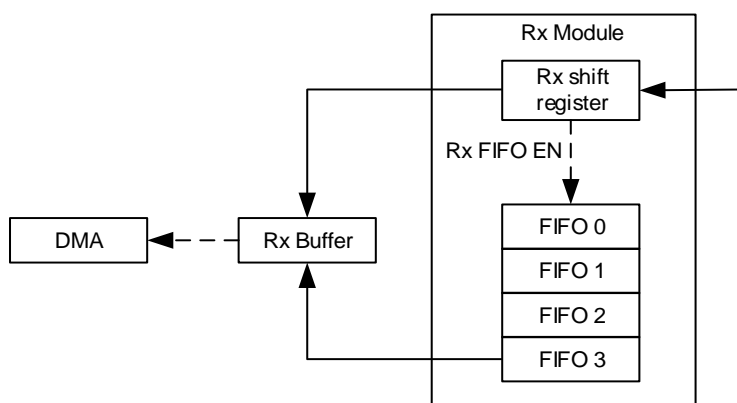 Rx Module
Rx shift
register
Rx FIFO EN
FIFO 0
DMA
Rx Buffer
FIFO 1
FIFO 2
FIFO 3